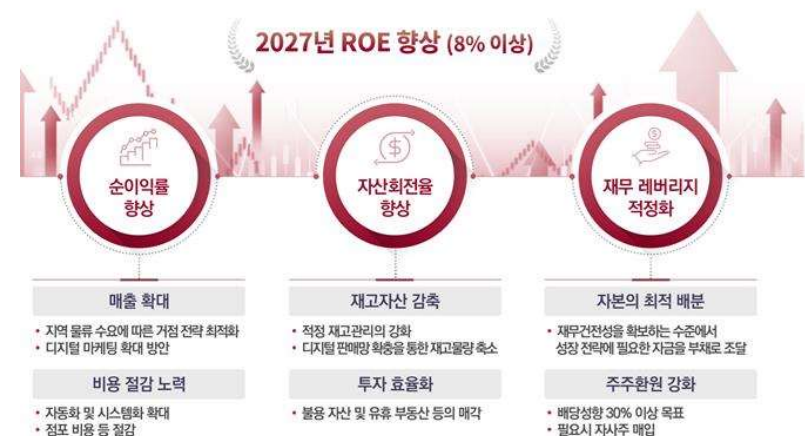 2027년 ROE 향상 (8% 이상)
순이익률
향상
자산회전율
향상
재무 레버리지
적정화
매출 확대
• 지역 물류 수요에 따른 거점 전략 최적화
• 디지털 마케팅 확대 방안
비용 절감 노력
• 자동화 및 시스템화 확대
• 점포 비용 등 절감
재고자산 감축
• 적정 재고관리의 강화
• 디지털 판매망 확충을 통한 재고물량 축소
투자 효율화
• 불용 자산 및 유휴 부동산 등의 매각
자본의 최적 배분
• 재무건전성을 확보하는 수준에서
성장 전략에 필요한 자금을 부채로 조달
주주환원 강화
• 배당성향 30% 이상 목표
• 필요시 자사주 매입